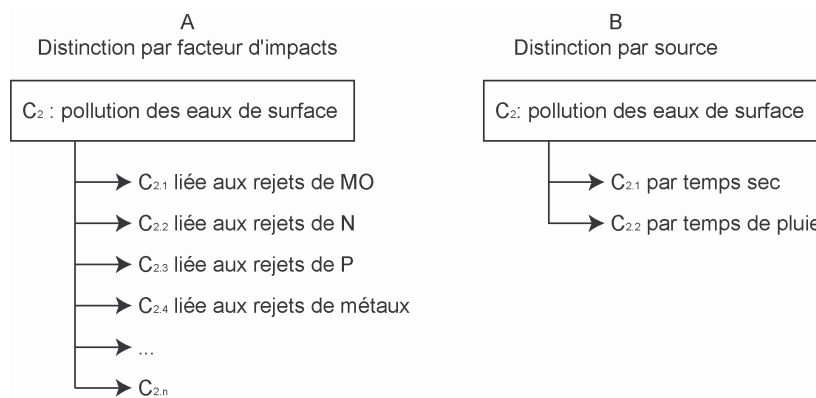 A
Distinction par facteur d'impacts
C2 : pollution des eaux de surface
C2.1 liée aux rejets de MO
C2.2 liée aux rejets de N
C2.3 liée aux rejets de P
C2.4 liée aux rejets de métaux
...
C2.n
B
Distinction par source
C2: pollution des eaux de surface
C2.1 par temps sec
C2.2 par temps de pluie